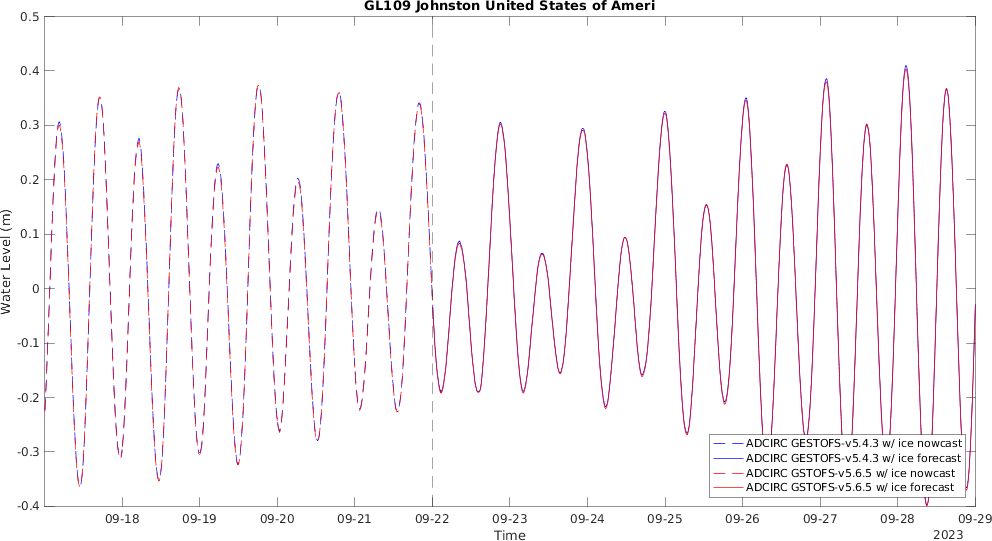 GL109 Johnston United States of Ameri
0.5
0.4
0.3
0.2
0.1
0
-0.1
-0.2
-0.3
-0.4
Water Level (m)
ADCIRC GESTOFS-v5.4.3 w/ ice nowcast
ADCIRC GESTOFS-v5.4.3 w/ ice forecast
ADCIRC GSTOFS-v5.6.5 w/ ice nowcast
ADCIRC GSTOFS-v5.6.5 w/ ice forecast
09-18 09-19 09-20 09-21 09-22 09-23 09-24 09-25 09-26 09-27 09-28 09-29
Time
2023